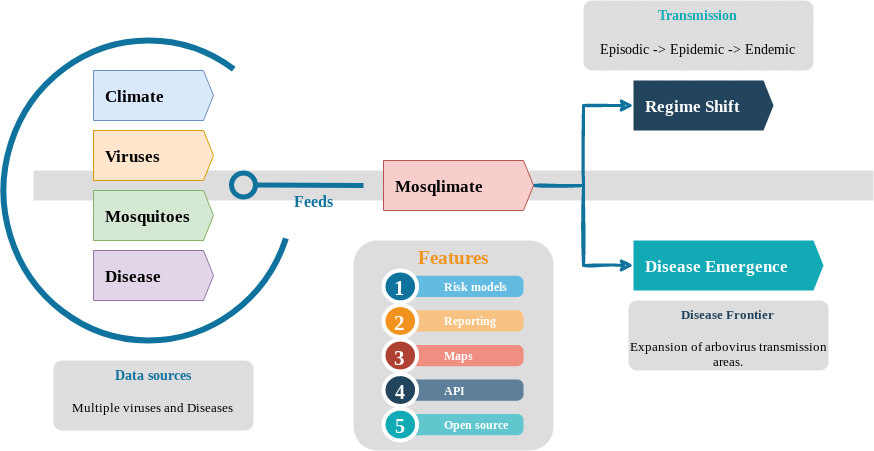 Climate
Viruses
Mosquitoes
Disease
Data sources
Multiple viruses and Diseases
Feeds
Mosqlimate
Features
1 Risk models
2 Reporting
3 Maps
4 API
5 Open source
Transmission
Episodic -> Epidemic -> Endemic
Regime Shift
Disease Emergence
Disease Frontier
Expansion of arbovirus transmission
areas.